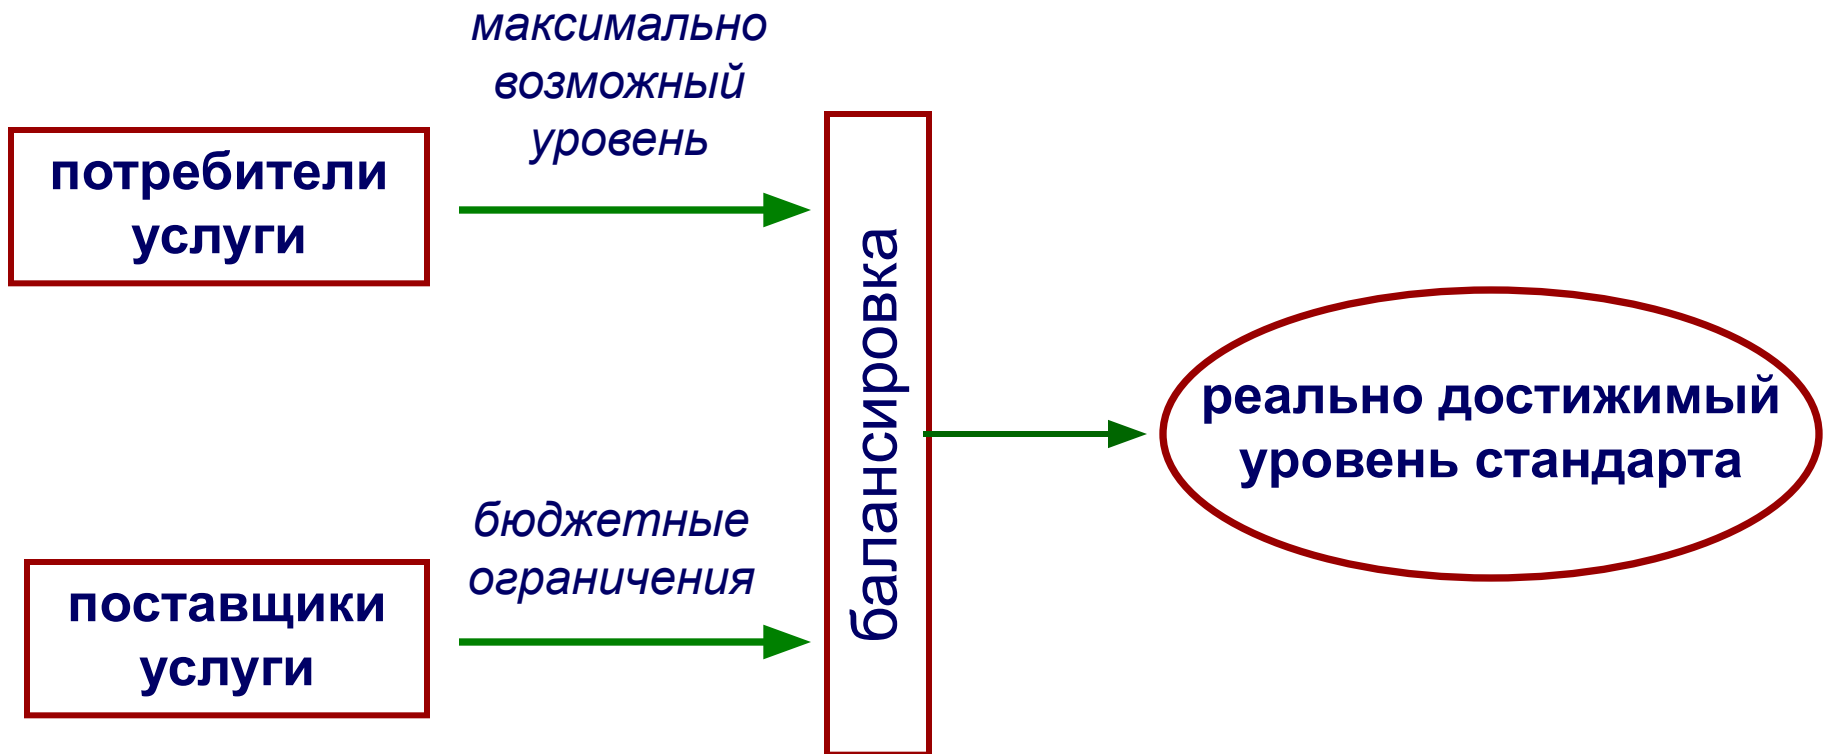 максимально
возможный
уровень
потребители
услуги
балансировка
реально достижимый
уровень стандарта
бюджетные
ограничения
поставщики
услуги